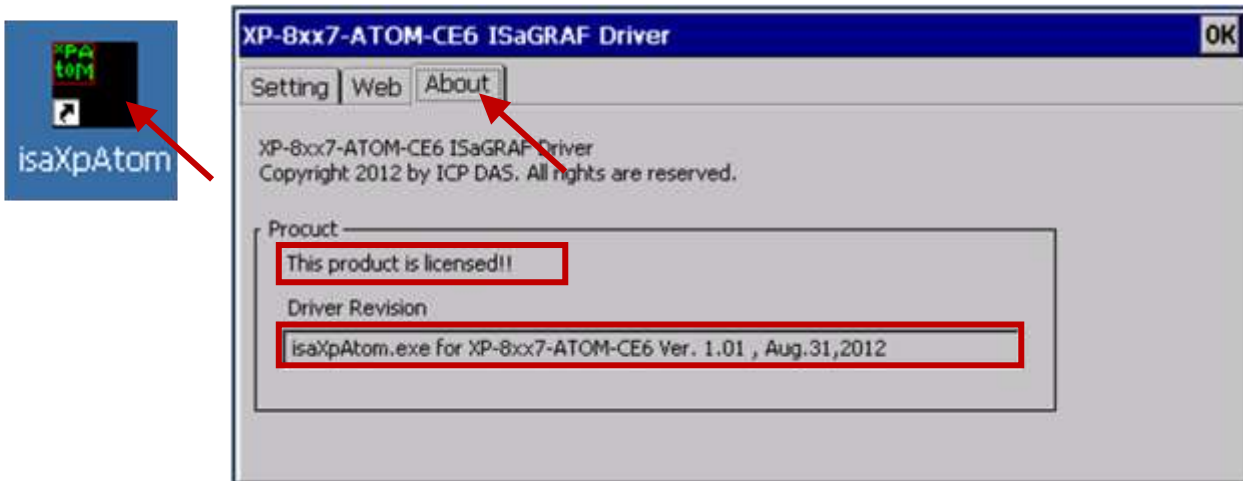 XPA
toM
isaXpAtom
XP-8xx7-ATOM-CE6 ISaGRAF Driver
OK
Setting Web About
XP-8xx7-ATOM-CE6 ISaGRAF Driver
Copyright 2012 by ICP DAS. All rights are reserved.
Procuct
This product is licensed!!
Driver Revision
isaXpAtom.exe for XP-8xx7-ATOM-CE6 Ver. 1.01 , Aug.31,2012